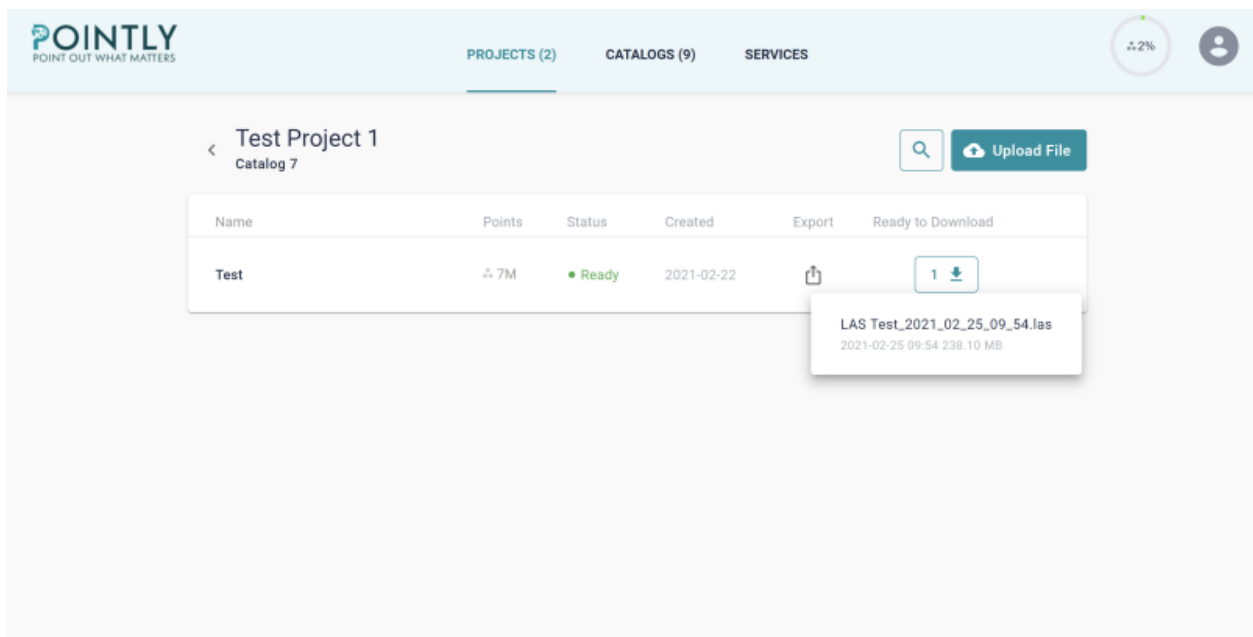 POINTLY
POINT OUT WHAT MATTERS
PROJECTS (2) CATALOGS (9) SERVICES
2%
Test Project 1
Catalog 7
Upload File
Name Points Status Created Export Ready to Download
Test 7M Ready 2021-02-22 1
LAS Test_2021_02_25_09_54.las
2021-02-25 09:54 238.10 MB